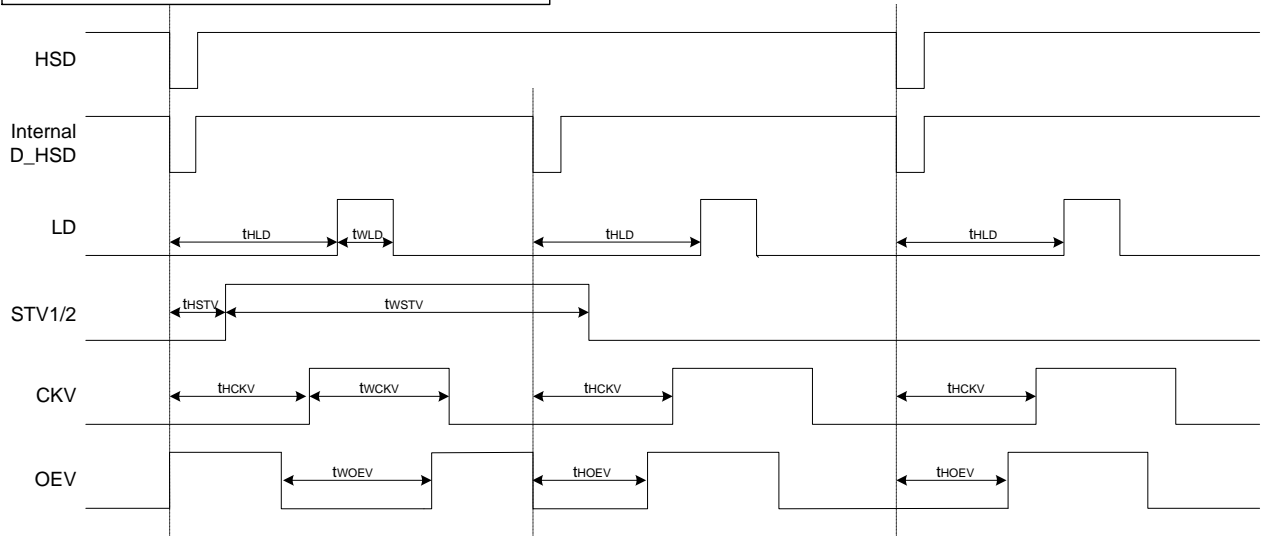 HSD
Internal
D_HSD
LD
tHLD
tWLD
tHLD
tHLD
STV1/2
tHSTV
tWSTV
CKV
tHCKV
tWCKV
tHCKV
tHCKV
OEV
tWOEV
tHOEV
tHOEV